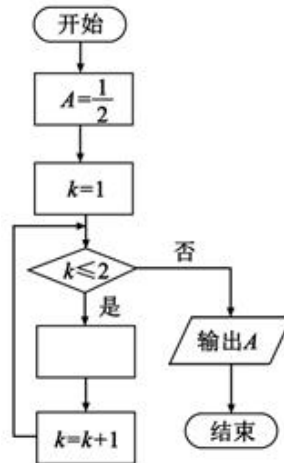 开始
A=1/2
k=1
k≤2
否
是
输出A
k=k+1
结束